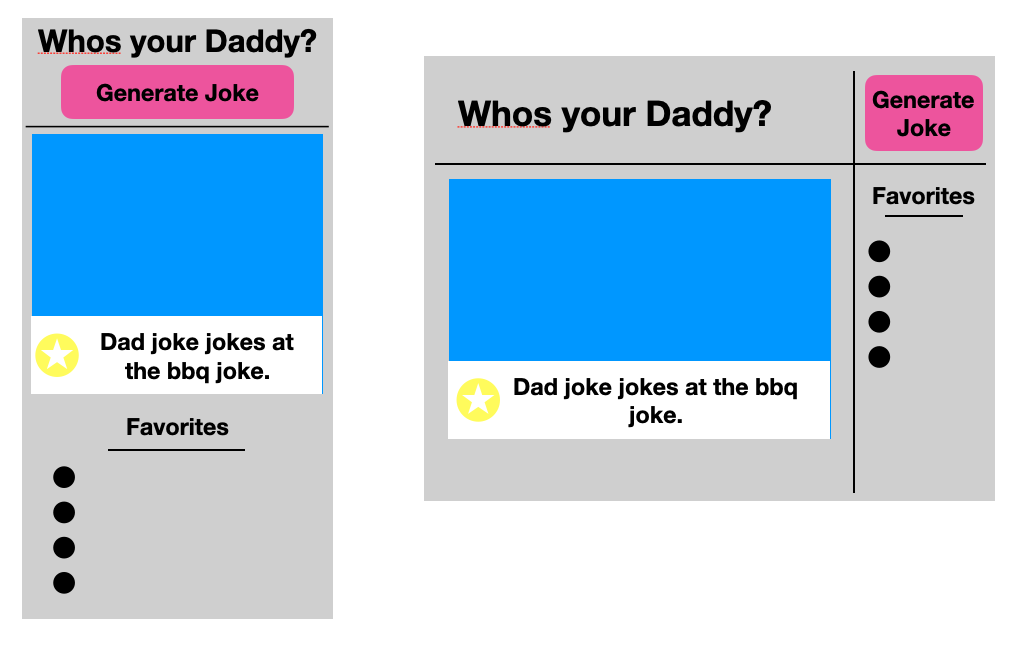 Whos your Daddy?
Generate Joke
Dad joke jokes at
the bbq joke.
Favorites
Whos your Daddy?
Generate
Joke
Favorites
Dad joke jokes at the bbq
joke.